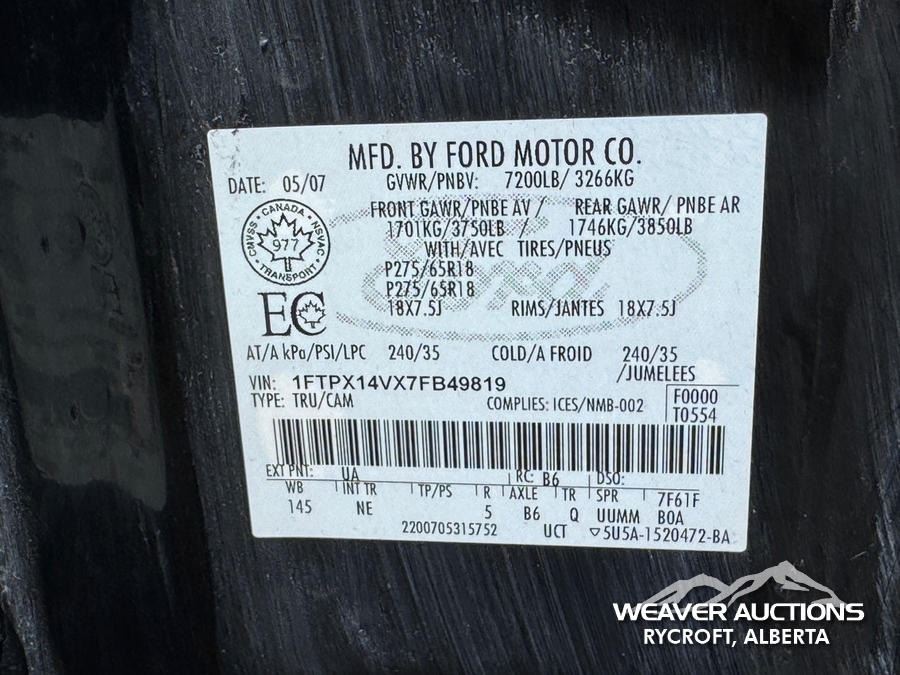 MFD. BY FORD MOTOR CO.
DATE: 05/07 GVWR/PNBV: 7200LB/ 3266KG
FRONT GAWR/PNBE AV / REAR GAWR/ PNBE AR
1701KG/3750LB / 1746KG/3850LB
WITH/AVEC TIRES/PNEUS
P275/65R18
P275/65R18
18X7.5J RIMS/JANTES 18X7.5J
CANADA
CMVSS NSVAC
977
TRANSPORT
EC
AT/A kPa/PSI/LPC 240/35 COLD/A FROID 240/35
/JUMELEES
VIN: 1FTPX14VX7FB49819
F0000
TYPE: TRU/CAM COMPLIES: ICES/NMB-002
T0554
EXT PNT: UA RC: B6 DSO:
WB INT TR TP/PS R AXLE TR SPR 7F61F
145 NE 5 B6 Q UUMM B0A
2200705315752 UCT 5U5A-1520472-BA
WEAVER AUCTIONS
RYCROFT, ALBERTA